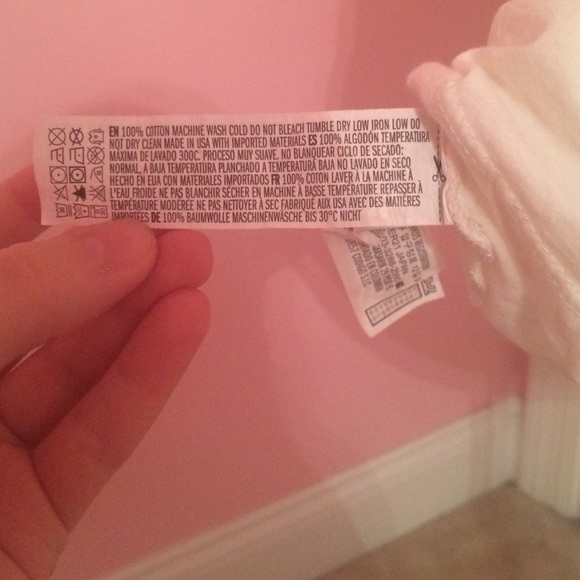 EN 100% COTTON MACHINE WASH COLD DO NOT BLEACH TUMBLE DRY LOW IRON LOW DO
NOT DRY CLEAN MADE IN USA WITH IMPORTED MATERIALS ES 100% ALGODÓN TEMPERATURA
MÁXIMA DE LAVADO 300C. PROCESO MUY SUAVE. NO BLANQUEAR CICLO DE SECADO:
NORMAL, A BAJA TEMPERATURA PLANCHADO A TEMPERATURA BAJA NO LAVADO EN SECO
HECHO EN EUA CON MATERIALES IMPORTADOS FR 100% COTON LAVER À LA MACHINE À
L'EAU FROIDE NE PAS BLANCHIR SÉCHER EN MACHINE À BASSE TEMPÉRATURE REPASSER À
TEMPÉRATURE MODÉRÉE NE PAS NETTOYER À SEC FABRIQUÉ AUX USA AVEC DES MATIÈRES
IMPORTÉES DE 100% BAUMWOLLE MASCHINENWÄSCHE BIS 30°C NICHT
JAPAN